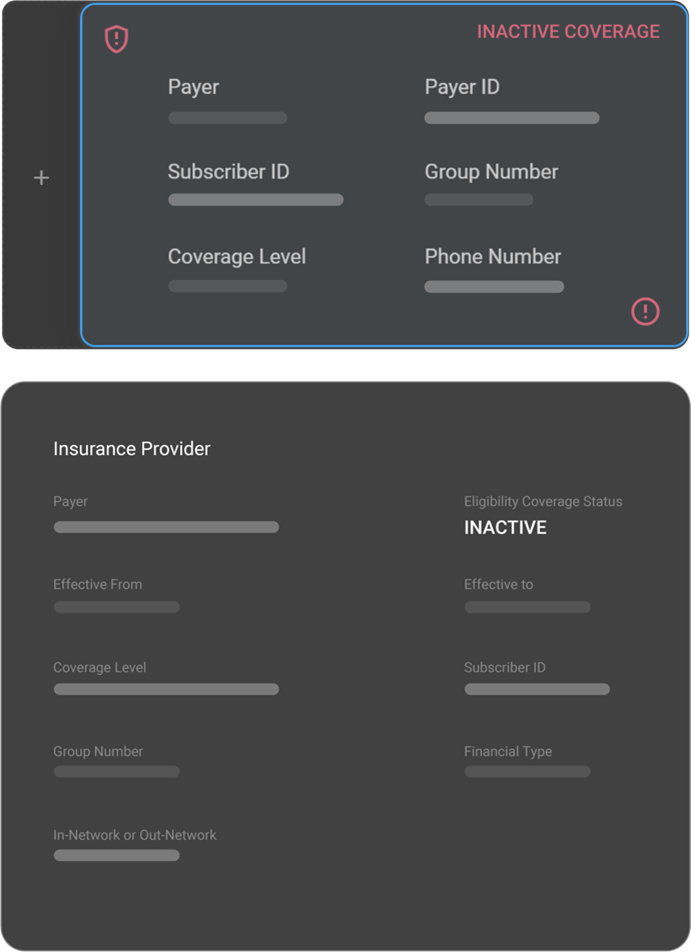 INACTIVE COVERAGE
Payer
Payer ID
Subscriber ID
Group Number
Coverage Level
Phone Number
Insurance Provider
Payer
Eligibility Coverage Status
INACTIVE
Effective From
Effective to
Coverage Level
Subscriber ID
Group Number
Financial Type
In-Network or Out-Network